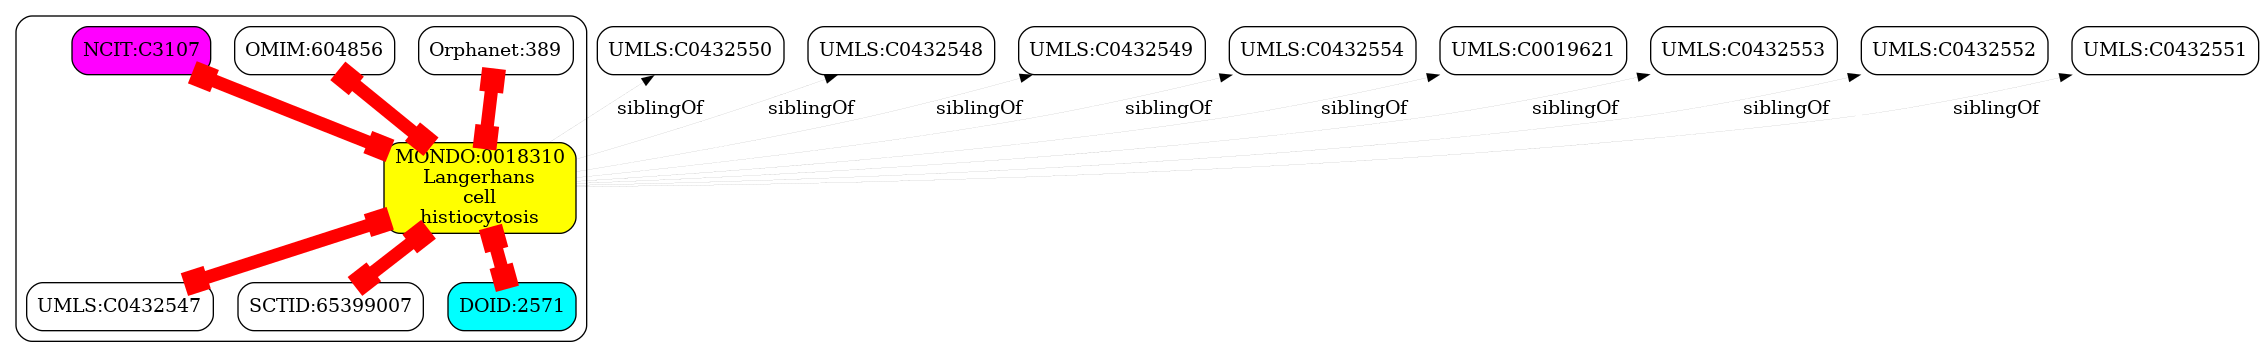 NCIT:C3107
OMIM:604856
Orphanet:389
UMLS:C0432550
UMLS:C0432548
UMLS:C0432549
UMLS:C0432554
UMLS:C0019621
UMLS:C0432553
UMLS:C0432552
UMLS:C0432551
siblingOf
siblingOf
siblingOf
siblingOf
siblingOf
siblingOf
siblingOf
siblingOf
MONDO:0018310
Langerhans
cell
histiocytosis
UMLS:C0432547
SCTID:65399007
DOID:2571